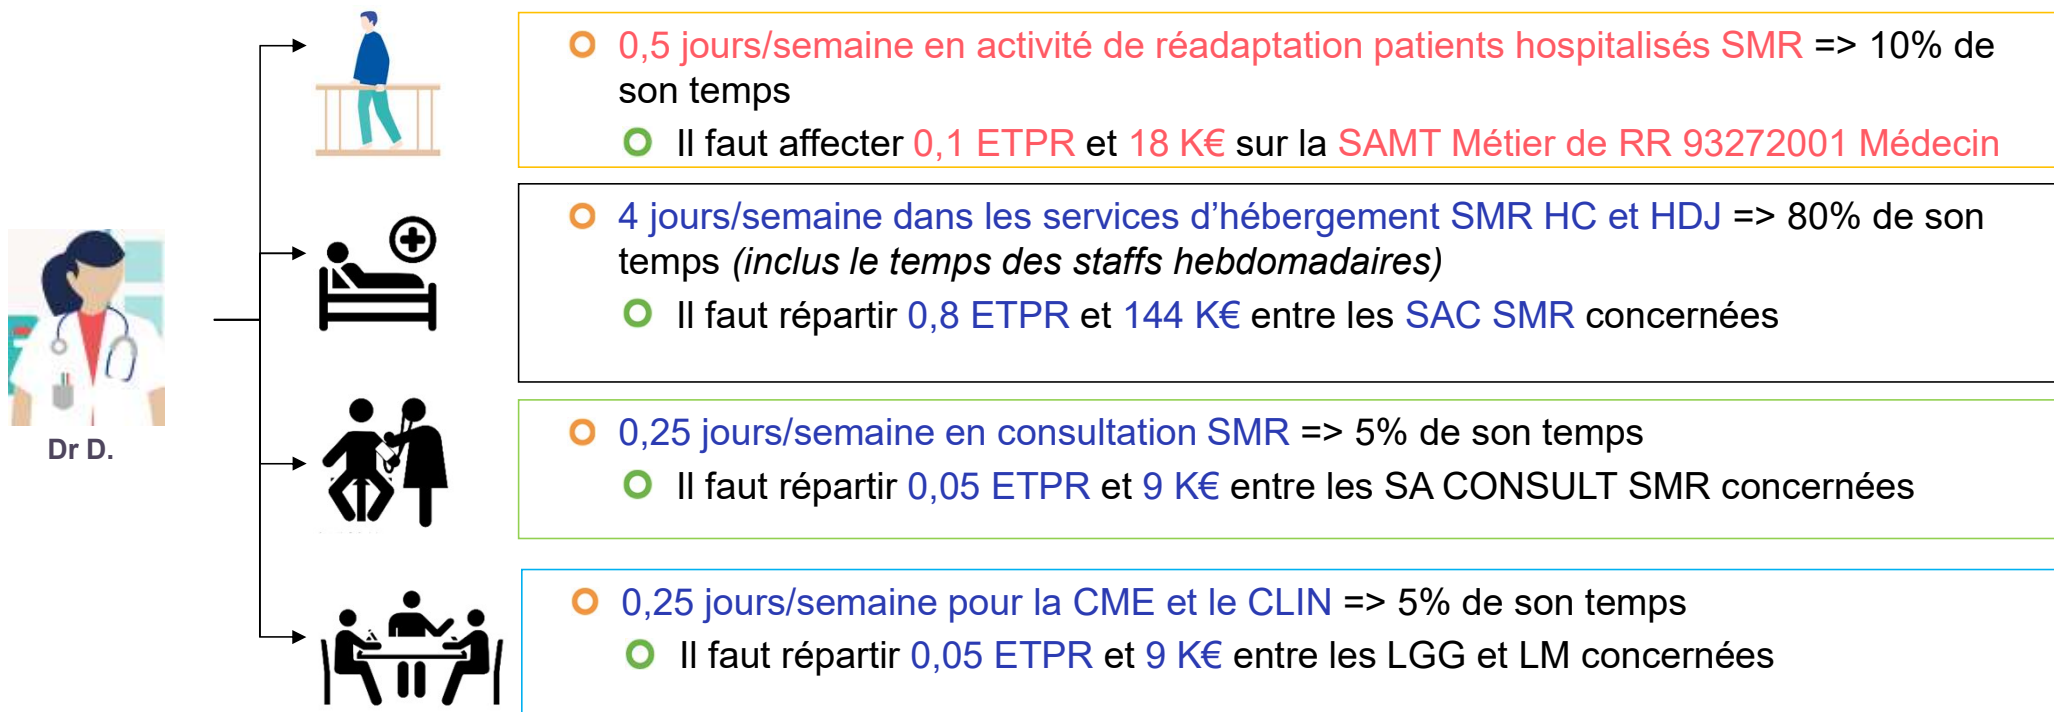 0,5 jours/semaine en activité de réadaptation patients hospitalisés SMR => 10% de
son temps
Il faut affecter 0,1 ETPR et 18 K€ sur la SAMT Métier de RR 93272001 Médecin
4 jours/semaine dans les services d’hébergement SMR HC et HDJ => 80% de son
temps (inclus le temps des staffs hebdomadaires)
Il faut répartir 0,8 ETPR et 144 K€ entre les SAC SMR concernées
Dr D.
0,25 jours/semaine en consultation SMR => 5% de son temps
Il faut répartir 0,05 ETPR et 9 K€ entre les SA CONSULT SMR concernées
0,25 jours/semaine pour la CME et le CLIN => 5% de son temps
Il faut répartir 0,05 ETPR et 9 K€ entre les LGG et LM concernées